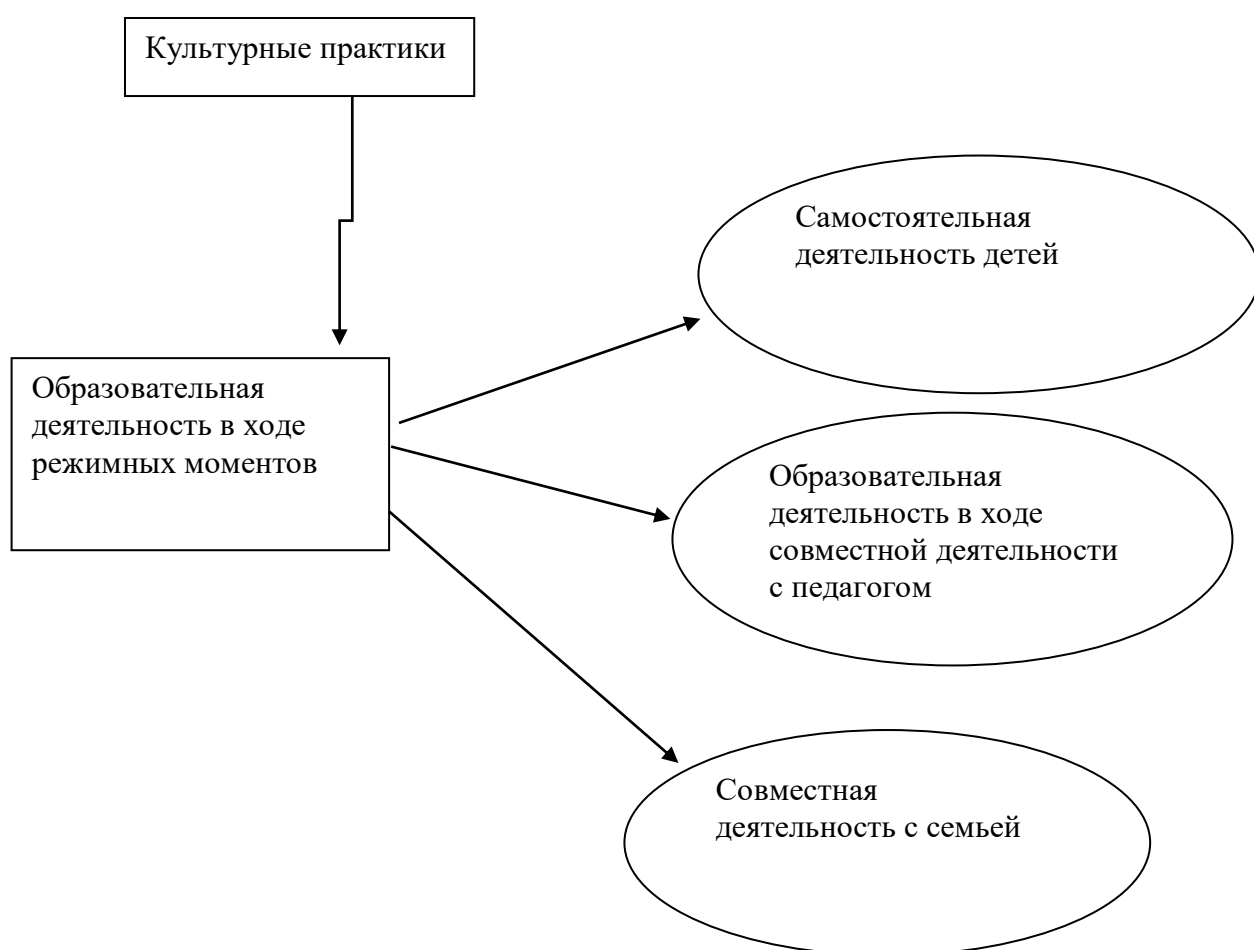 Культурные практики
Самостоятельная
деятельность детей
Образовательная
деятельность в ходе
режимных моментов
Образовательная
деятельность в ходе
совместной деятельности
с педагогом
Совместная
деятельность с семьей